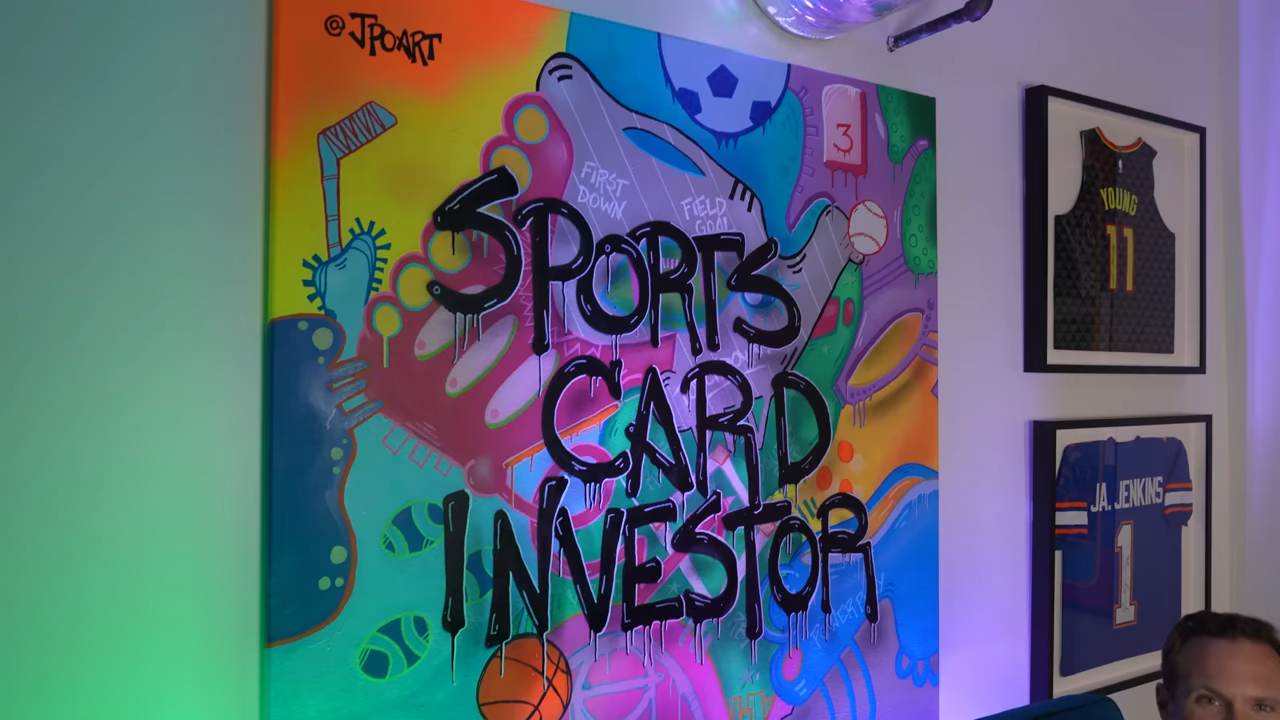 @JPOART
3
FIRST
DOWN
FIELD
GOAL
SPORTS
CARD
INVESTOR
YOUNG
11
JA. JENKINS
1